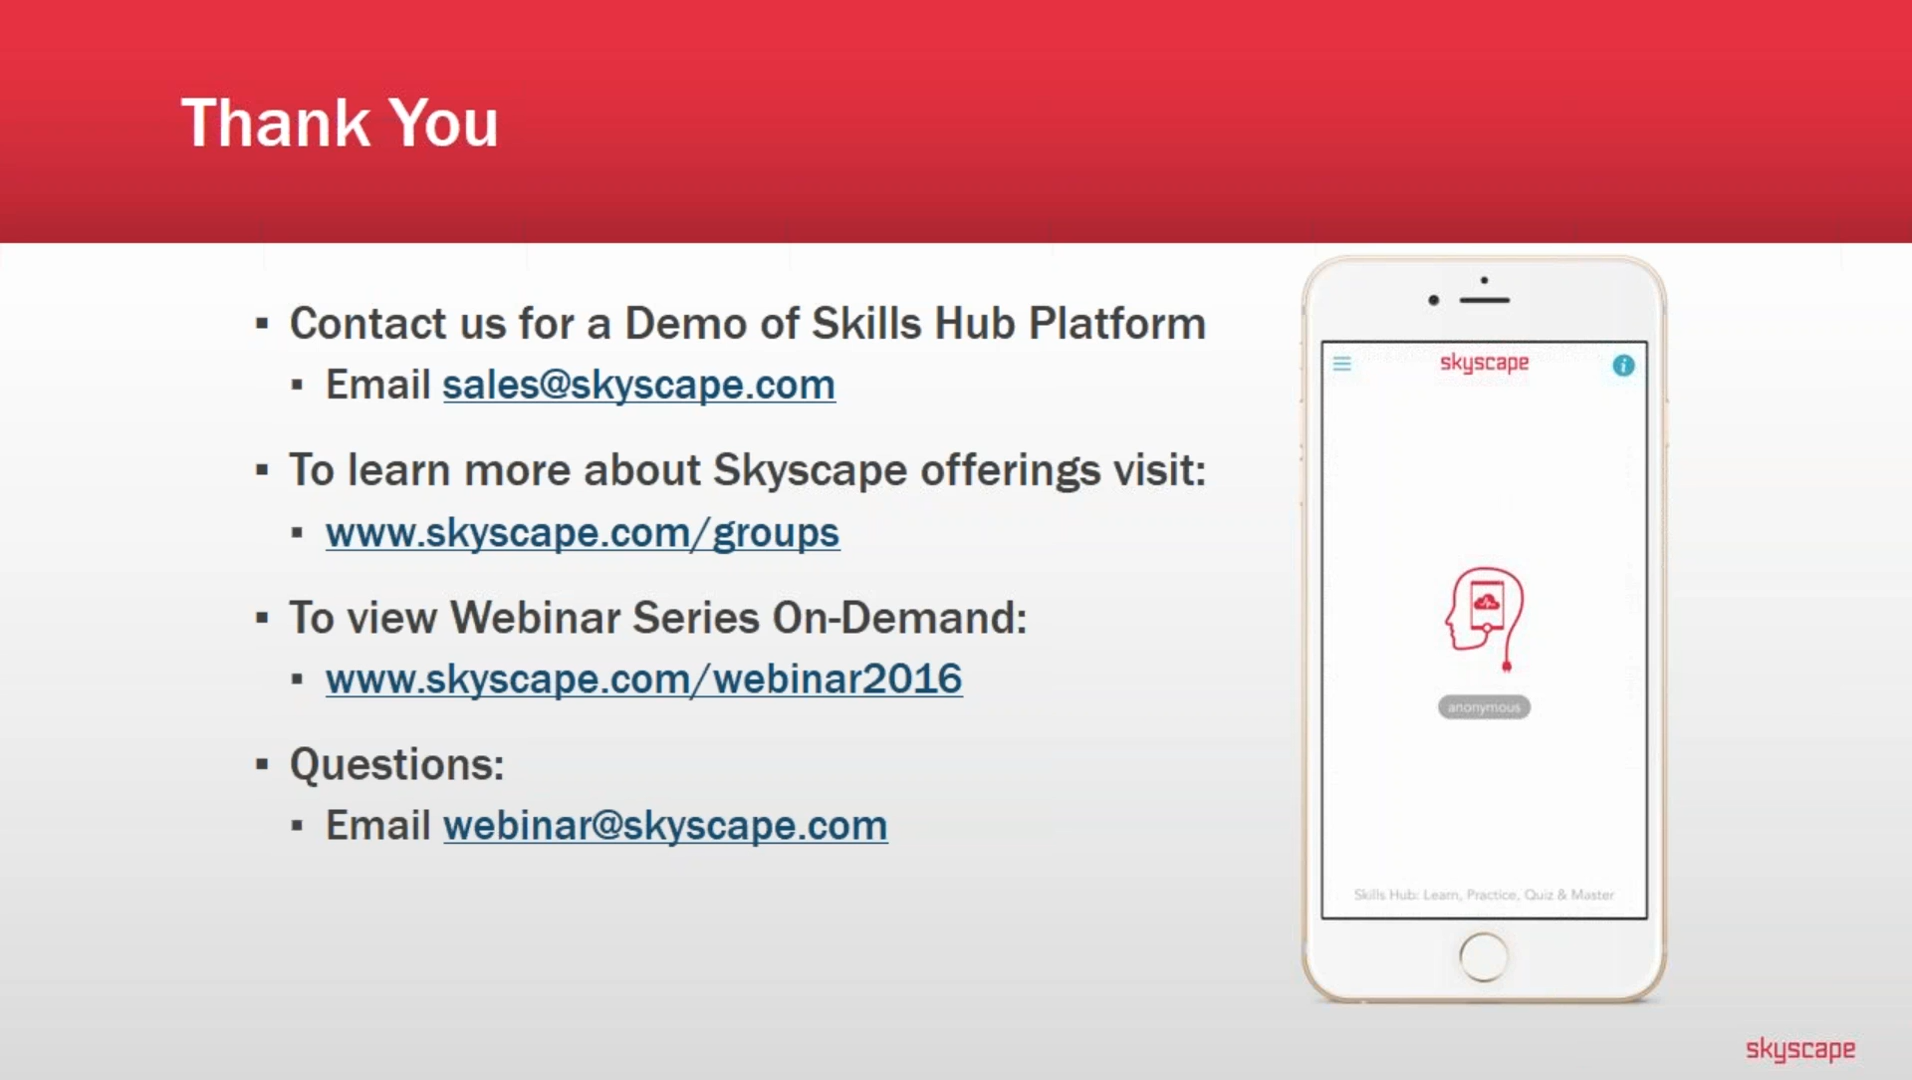 Thank You
▪ Contact us for a Demo of Skills Hub Platform
▪ Email sales@skyscape.com
▪ To learn more about Skyscape offerings visit:
▪ www.skyscape.com/groups
▪ To view Webinar Series On-Demand:
▪ www.skyscape.com/webinar2016
▪ Questions:
▪ Email webinar@skyscape.com
skyscape
anonymous
Skills Hub: Learn, Practice, Quiz & Master
skyscape